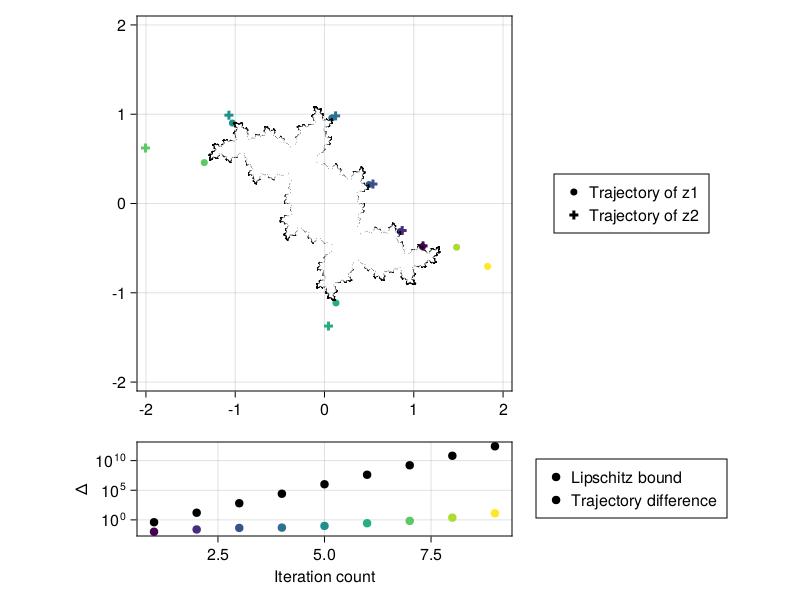 2
1
0
-1
-2
-2 -1 0 1 2
Trajectory of z1
Trajectory of z2
10^10
10^5
10^0
Δ
2.5 5.0 7.5
Iteration count
Lipschitz bound
Trajectory difference